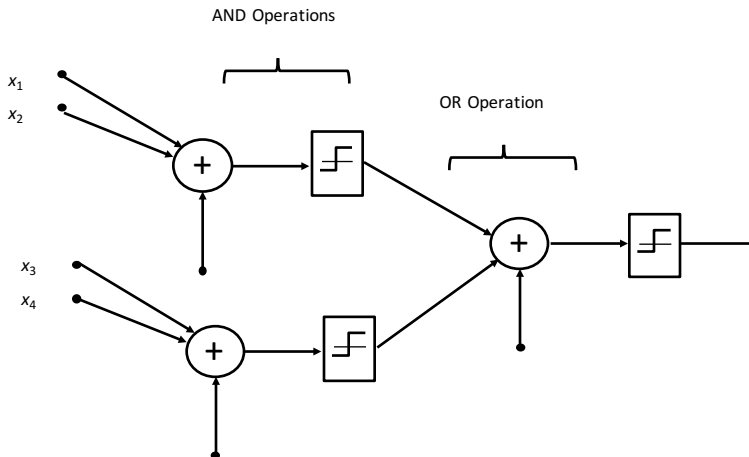 AND Operations
x1
x2
OR Operation
+
+
x3
x4
+